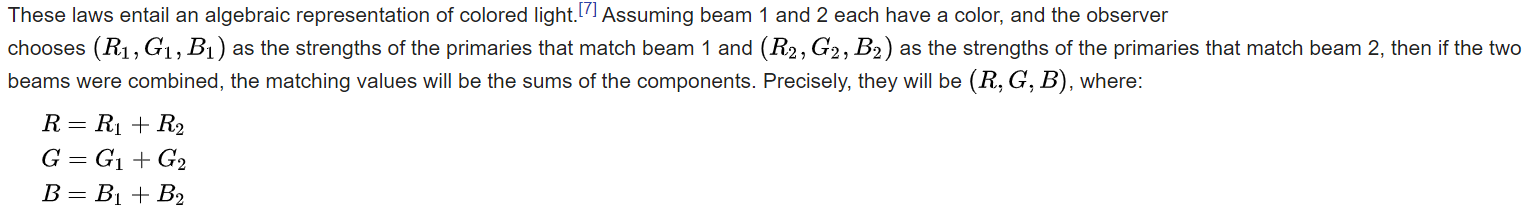 These laws entail an algebraic representation of colored light.[7] Assuming beam 1 and 2 each have a color, and the observer
chooses (R₁, G₁, B₁) as the strengths of the primaries that match beam 1 and (R₂, G₂, B₂) as the strengths of the primaries that match beam 2, then if the two
beams were combined, the matching values will be the sums of the components. Precisely, they will be (R, G, B), where:
R = R₁ + R₂
G = G₁ + G₂
B = B₁ + B₂